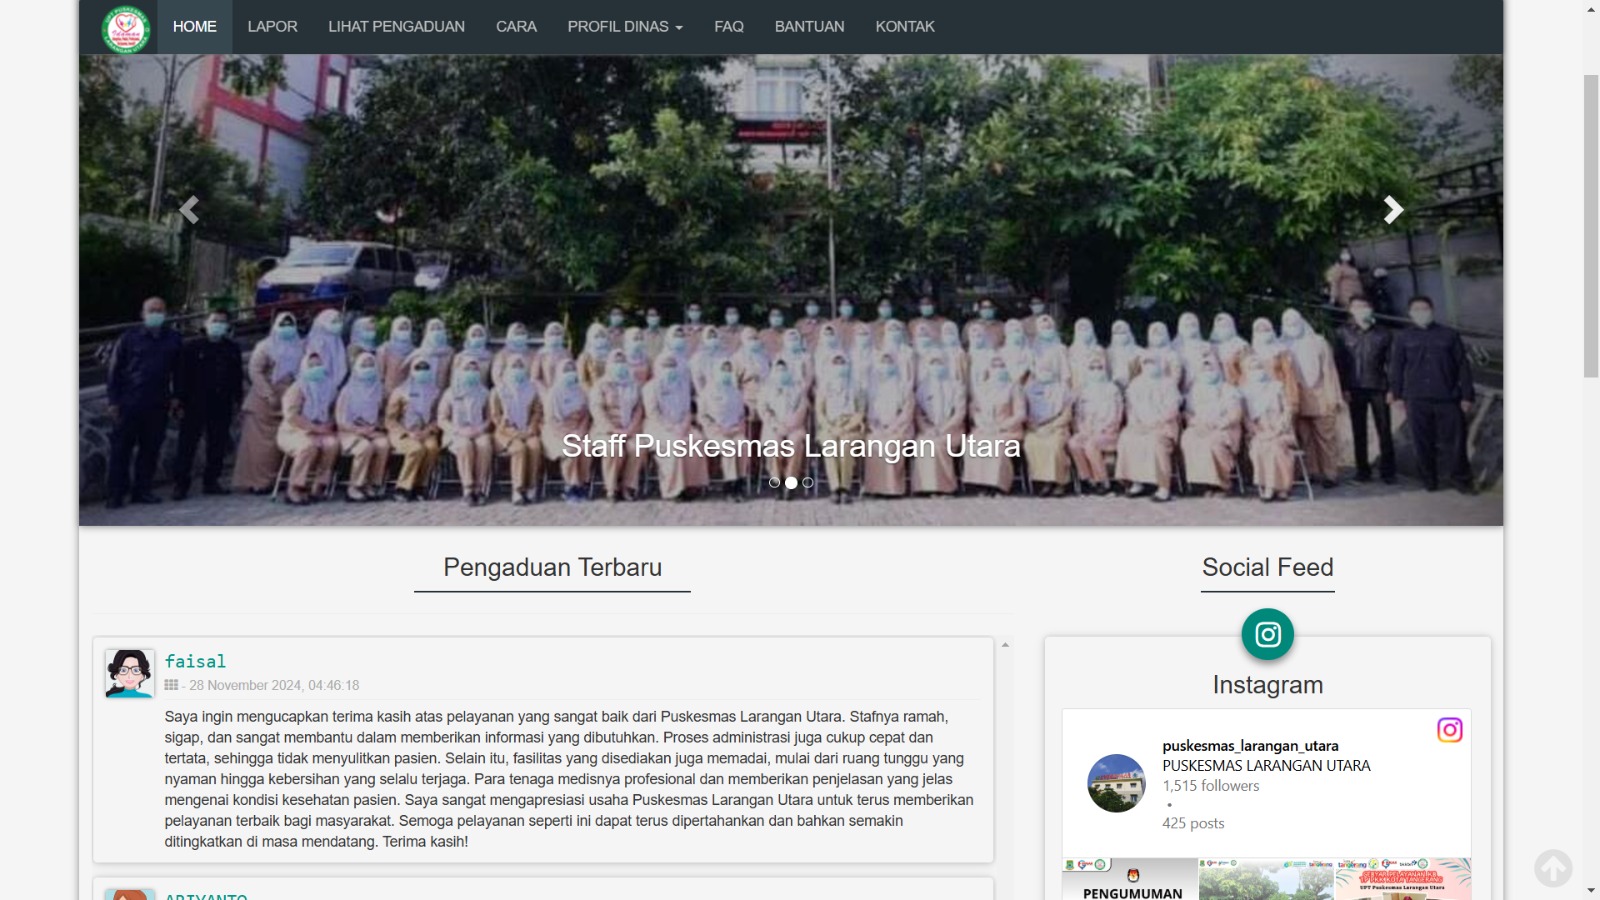 HOME
LAPOR
LIHAT PENGADUAN
CARA
PROFIL DINAS
FAQ
BANTUAN
KONTAK
Staff Puskesmas Larangan Utara
Pengaduan Terbaru
faisal
- 28 November 2024, 04:46:18
Saya ingin mengucapkan terima kasih atas pelayanan yang sangat baik dari Puskesmas Larangan Utara. Stafnya ramah,
sigap, dan sangat membantu dalam memberikan informasi yang dibutuhkan. Proses administrasi juga cukup cepat dan
tertata, sehingga tidak menyulitkan pasien. Selain itu, fasilitas yang disediakan juga memadai, mulai dari ruang tunggu yang
nyaman hingga kebersihan yang selalu terjaga. Para tenaga medisnya profesional dan memberikan penjelasan yang jelas
mengenai kondisi kesehatan pasien. Saya sangat mengapresiasi usaha Puskesmas Larangan Utara untuk terus memberikan
pelayanan terbaik bagi masyarakat. Semoga pelayanan seperti ini dapat terus dipertahankan dan bahkan semakin
ditingkatkan di masa mendatang. Terima kasih!
ARIYANTO
Social Feed
Instagram
puskesmas_larangan_utara
PUSKESMAS LARANGAN UTARA
1,515 followers
•
425 posts
PENGUMUMAN
UPT Puskesmas Larangan Utara